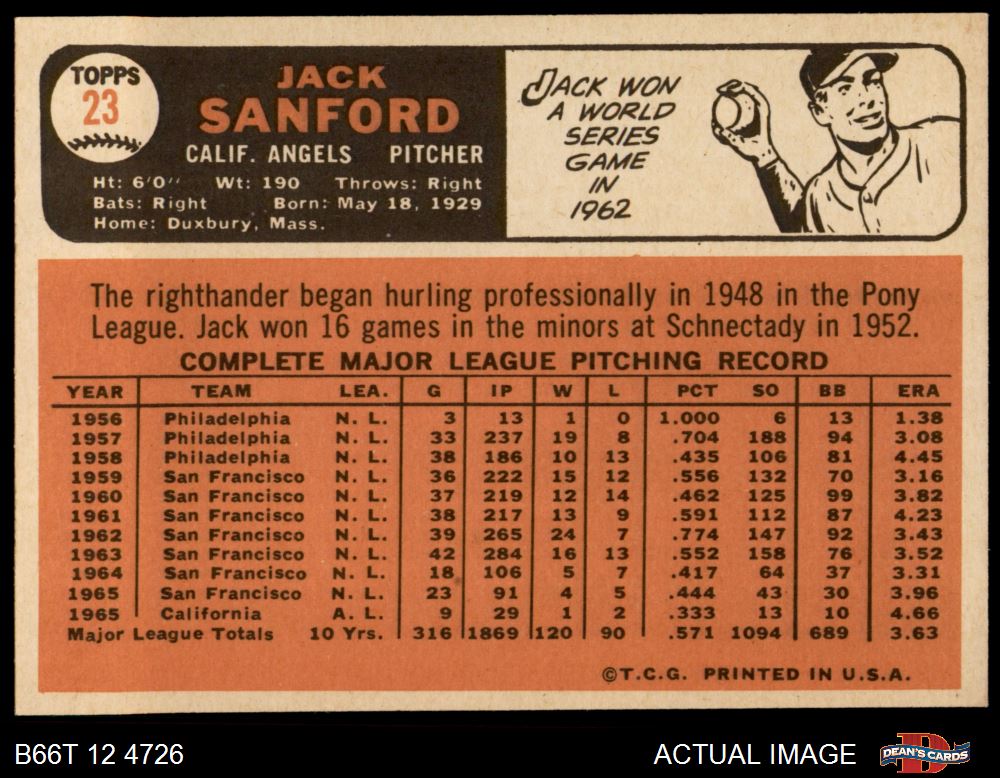 TOPPS
23
JACK
SANFORD
CALIF. ANGELS PITCHER
Ht: 6'0" Wt: 190 Throws: Right
Bats: Right Born: May 18, 1929
Home: Duxbury, Mass.
JACK WON
A WORLD
SERIES
GAME
IN
1962
The righthander began hurling professionally in 1948 in the Pony
League. Jack won 16 games in the minors at Schnectady in 1952.
COMPLETE MAJOR LEAGUE PITCHING RECORD
YEAR TEAM LEA. G IP W L PCT SO BB ERA
1956 Philadelphia N. L. 3 13 1 0 1.000 6 13 1.38
1957 Philadelphia N. L. 33 237 19 8 .704 188 94 3.08
1958 Philadelphia N. L. 38 186 10 13 .435 106 81 4.45
1959 San Francisco N. L. 36 222 15 12 .556 132 70 3.16
1960 San Francisco N. L. 37 219 12 14 .462 125 99 3.82
1961 San Francisco N. L. 38 217 13 9 .591 112 87 4.23
1962 San Francisco N. L. 39 265 24 7 .774 147 92 3.43
1963 San Francisco N. L. 42 284 16 13 .552 158 76 3.52
1964 San Francisco N. L. 18 106 5 7 .417 64 37 3.31
1965 San Francisco N. L. 23 91 4 5 .444 43 30 3.96
1965 California A. L. 9 29 1 2 .333 13 10 4.66
Major League Totals 10 Yrs. 316 1869 120 90 .571 1094 689 3.63
©T.C.G. PRINTED IN U.S.A.
B66T 12 4726
ACTUAL IMAGE
DEAN'S CARDS